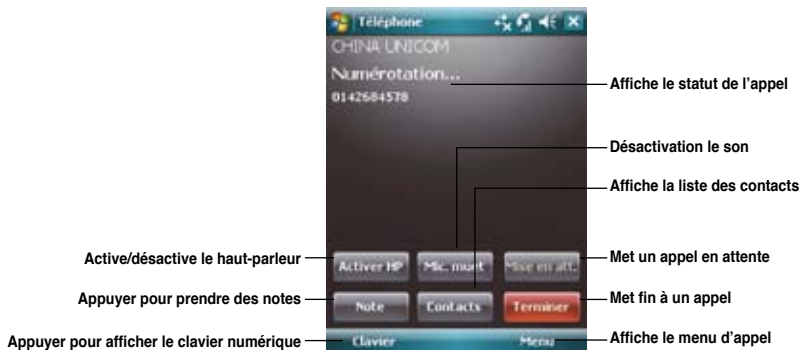 Téléphone
CHINA UNICOM
Numérotation...
0142684578
Affiche le statut de l'appel
Désactivation le son
Affiche la liste des contacts
Active/désactive le haut-parleur
Activer HP
Mic. muet
Mise en att.
Met un appel en attente
Appuyer pour prendre des notes
Note
Contacts
Terminer
Met fin à un appel
Appuyer pour afficher le clavier numérique
Clavier
Menu
Affiche le menu d'appel